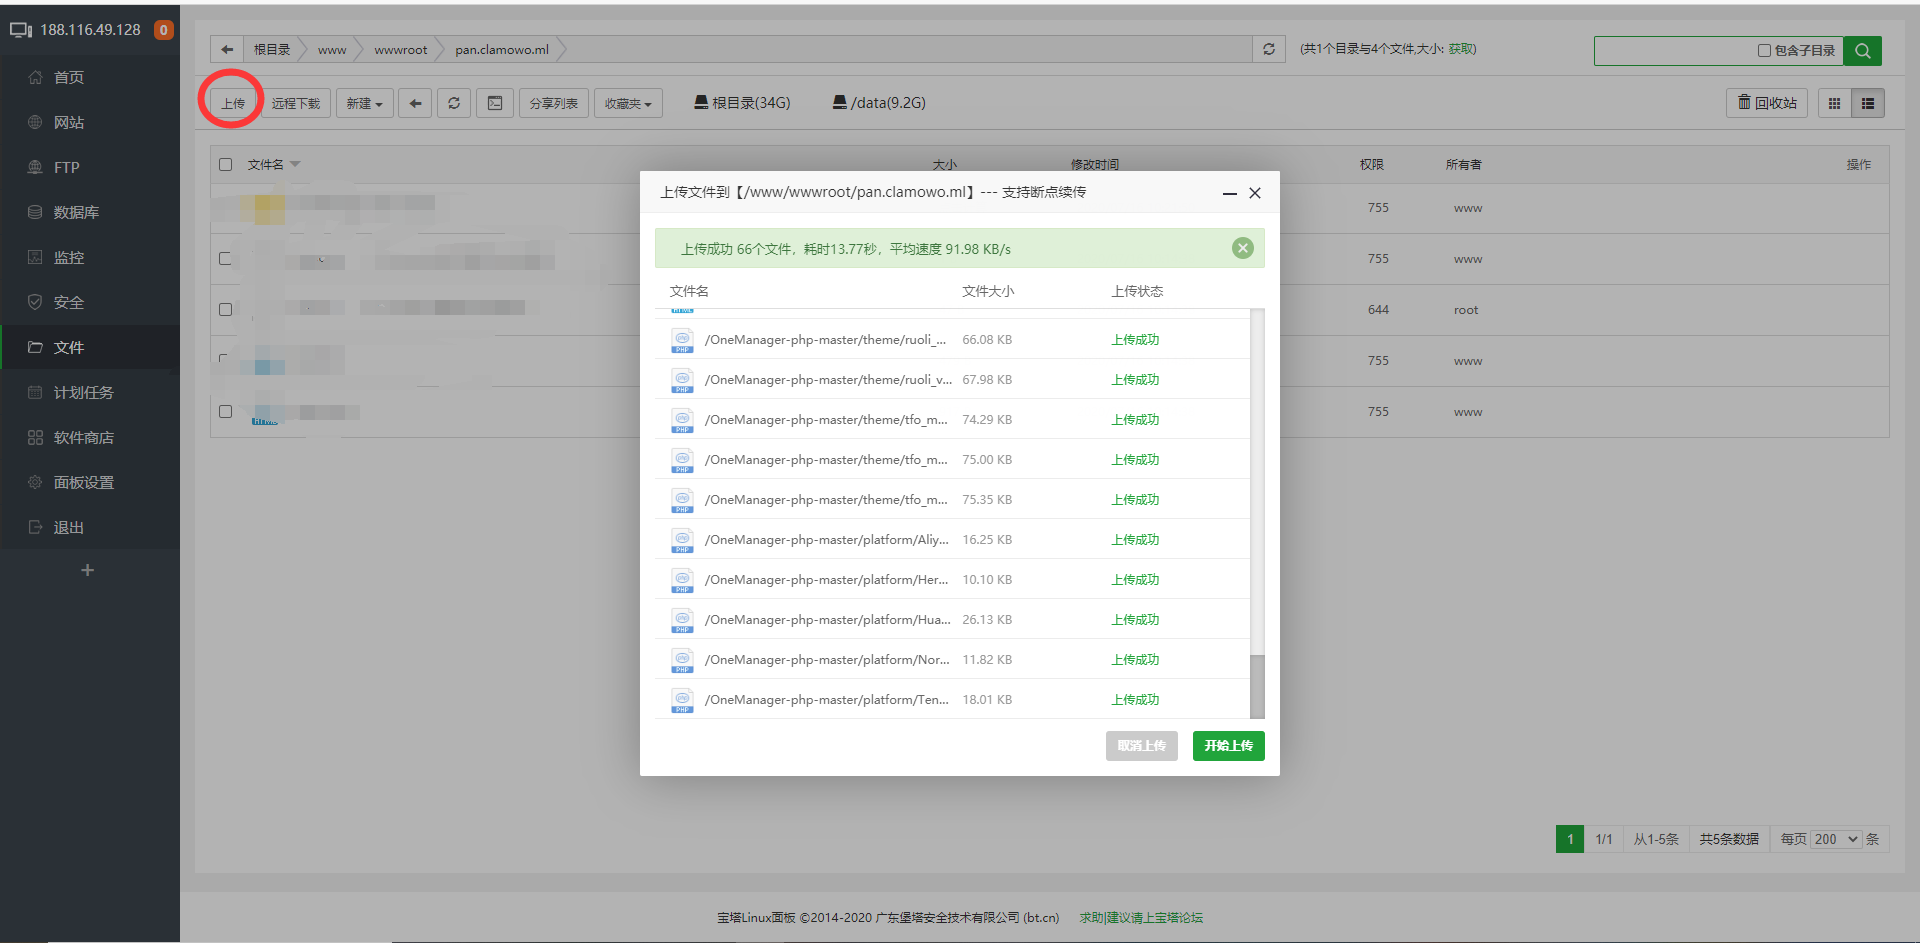 188.116.49.128 0
首页
网站
FTP
数据库
监控
安全
文件
计划任务
软件商店
面板设置
退出
根目录 www wwwroot pan.clamowo.ml (共1个目录与4个文件,大小: 获取) 包含子目录
上传 远程下载 新建 分享列表 收藏夹 根目录(34G) /data(9.2G) 回收站
文件名 大小 修改时间 权限 所有者 操作
755 www
755 www
644 root
755 www
755 www
上传文件到【/www/wwwroot/pan.clamowo.ml】--- 支持断点续传
上传成功 66个文件，耗时13.77秒，平均速度 91.98 KB/s
文件名 文件大小 上传状态
/OneManager-php-master/theme/ruoli_... 66.08 KB 上传成功
/OneManager-php-master/theme/ruoli_v... 67.98 KB 上传成功
/OneManager-php-master/theme/tfo_m... 74.29 KB 上传成功
/OneManager-php-master/theme/tfo_m... 75.00 KB 上传成功
/OneManager-php-master/theme/tfo_m... 75.35 KB 上传成功
/OneManager-php-master/platform/Aliy... 16.25 KB 上传成功
/OneManager-php-master/platform/Her... 10.10 KB 上传成功
/OneManager-php-master/platform/Hua... 26.13 KB 上传成功
/OneManager-php-master/platform/Nor... 11.82 KB 上传成功
/OneManager-php-master/platform/Ten... 18.01 KB 上传成功
取消上传 开始上传
1 1/1 从1-5条 共5条数据 每页 200 条
宝塔Linux面板 ©2014-2020 广东堡塔安全技术有限公司 (bt.cn) 求助|建议请上宝塔论坛